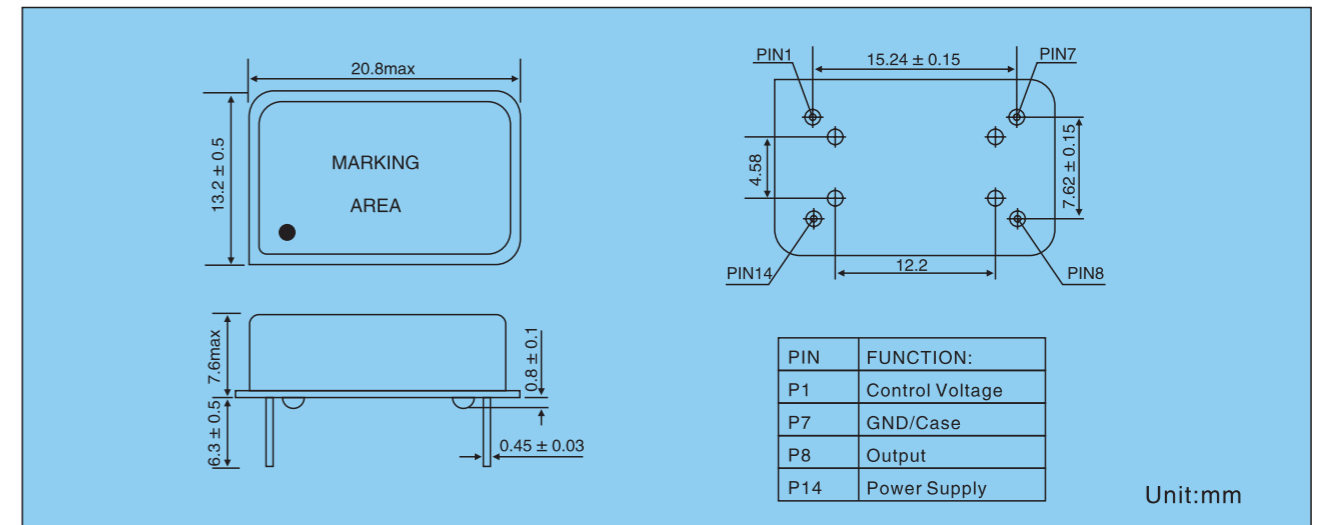 20.8max
13.2 ± 0.5
MARKING
AREA
PIN1
15.24 ± 0.15
PIN7
4.58
7.62 ± 0.15
PIN14
12.2
PIN8
7.6max
0.8 ± 0.1
6.3 ± 0.5
0.45 ± 0.03
PIN FUNCTION:
P1 Control Voltage
P7 GND/Case
P8 Output
P14 Power Supply
Unit:mm